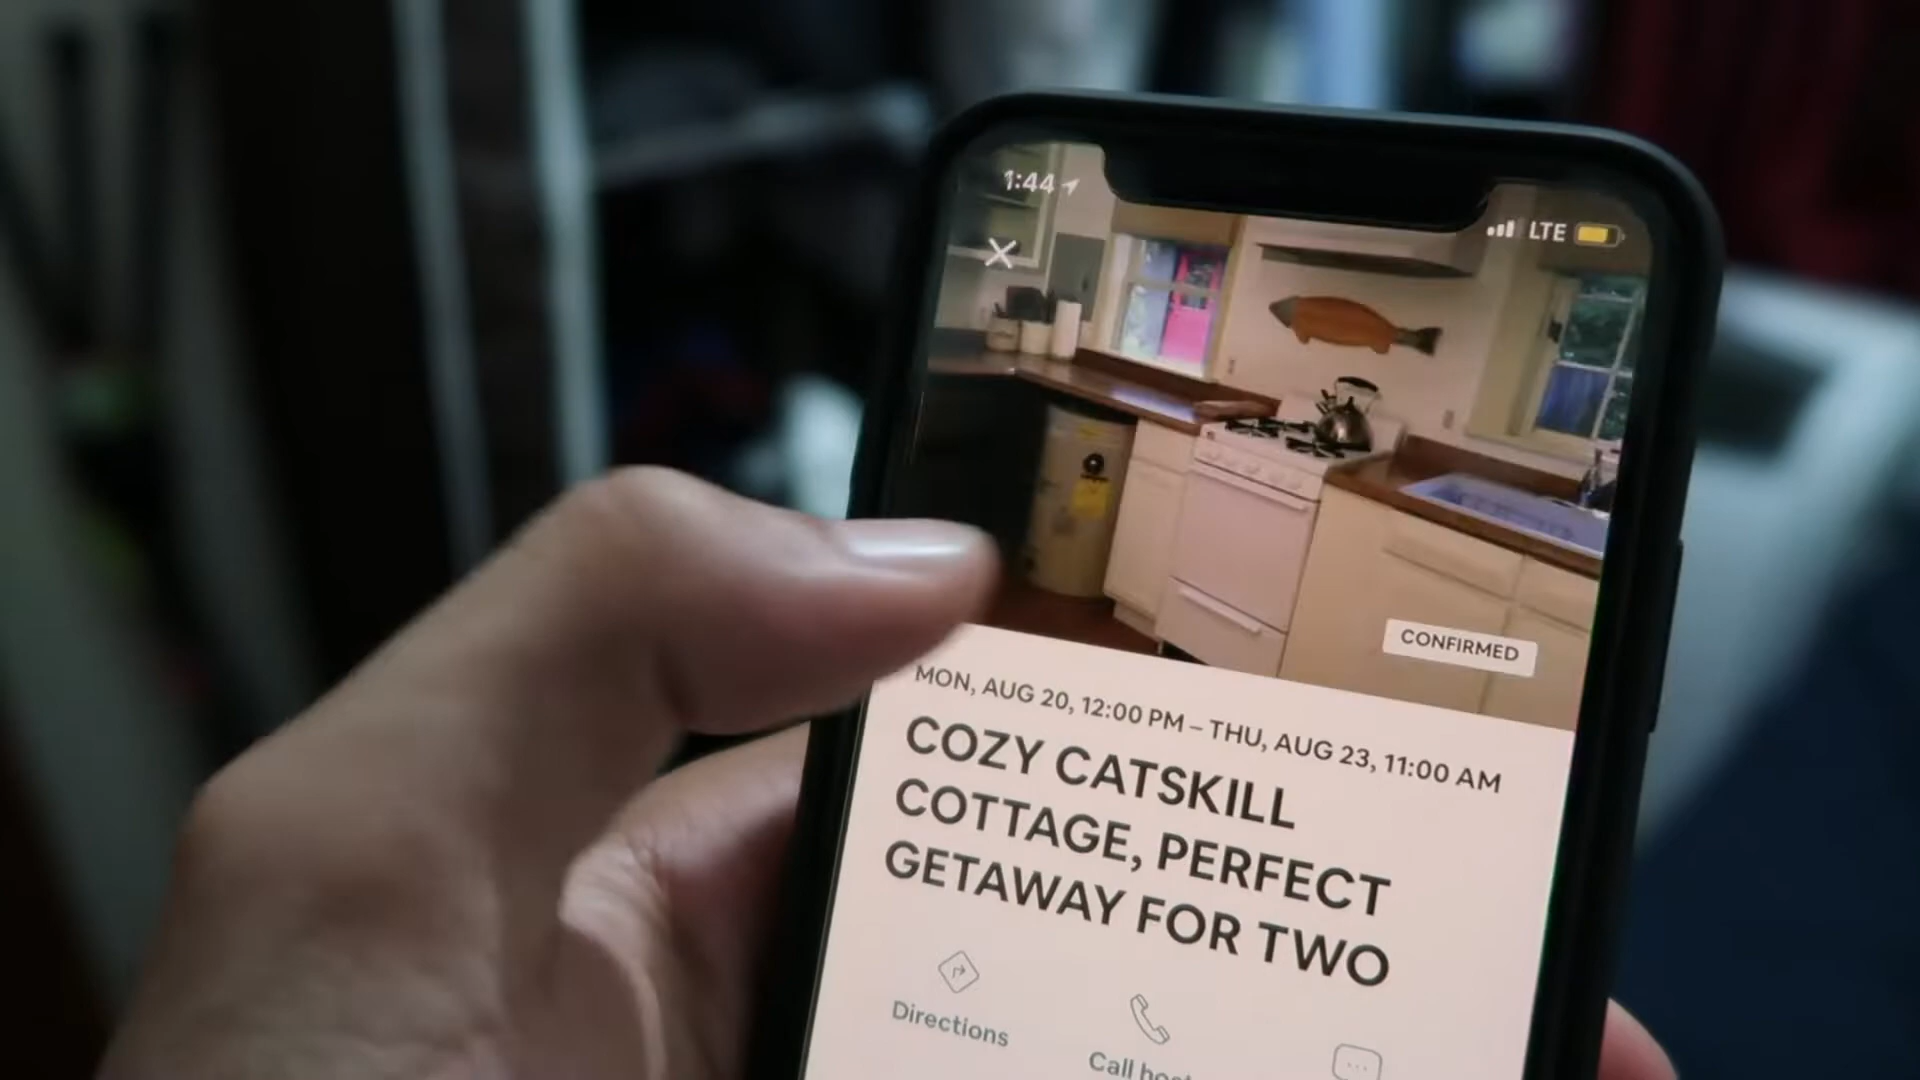 1:44
LTE
CONFIRMED
MON, AUG 20, 12:00 PM – THU, AUG 23, 11:00 AM
COZY CATSKILL
COTTAGE, PERFECT
GETAWAY FOR TWO
Directions
Call